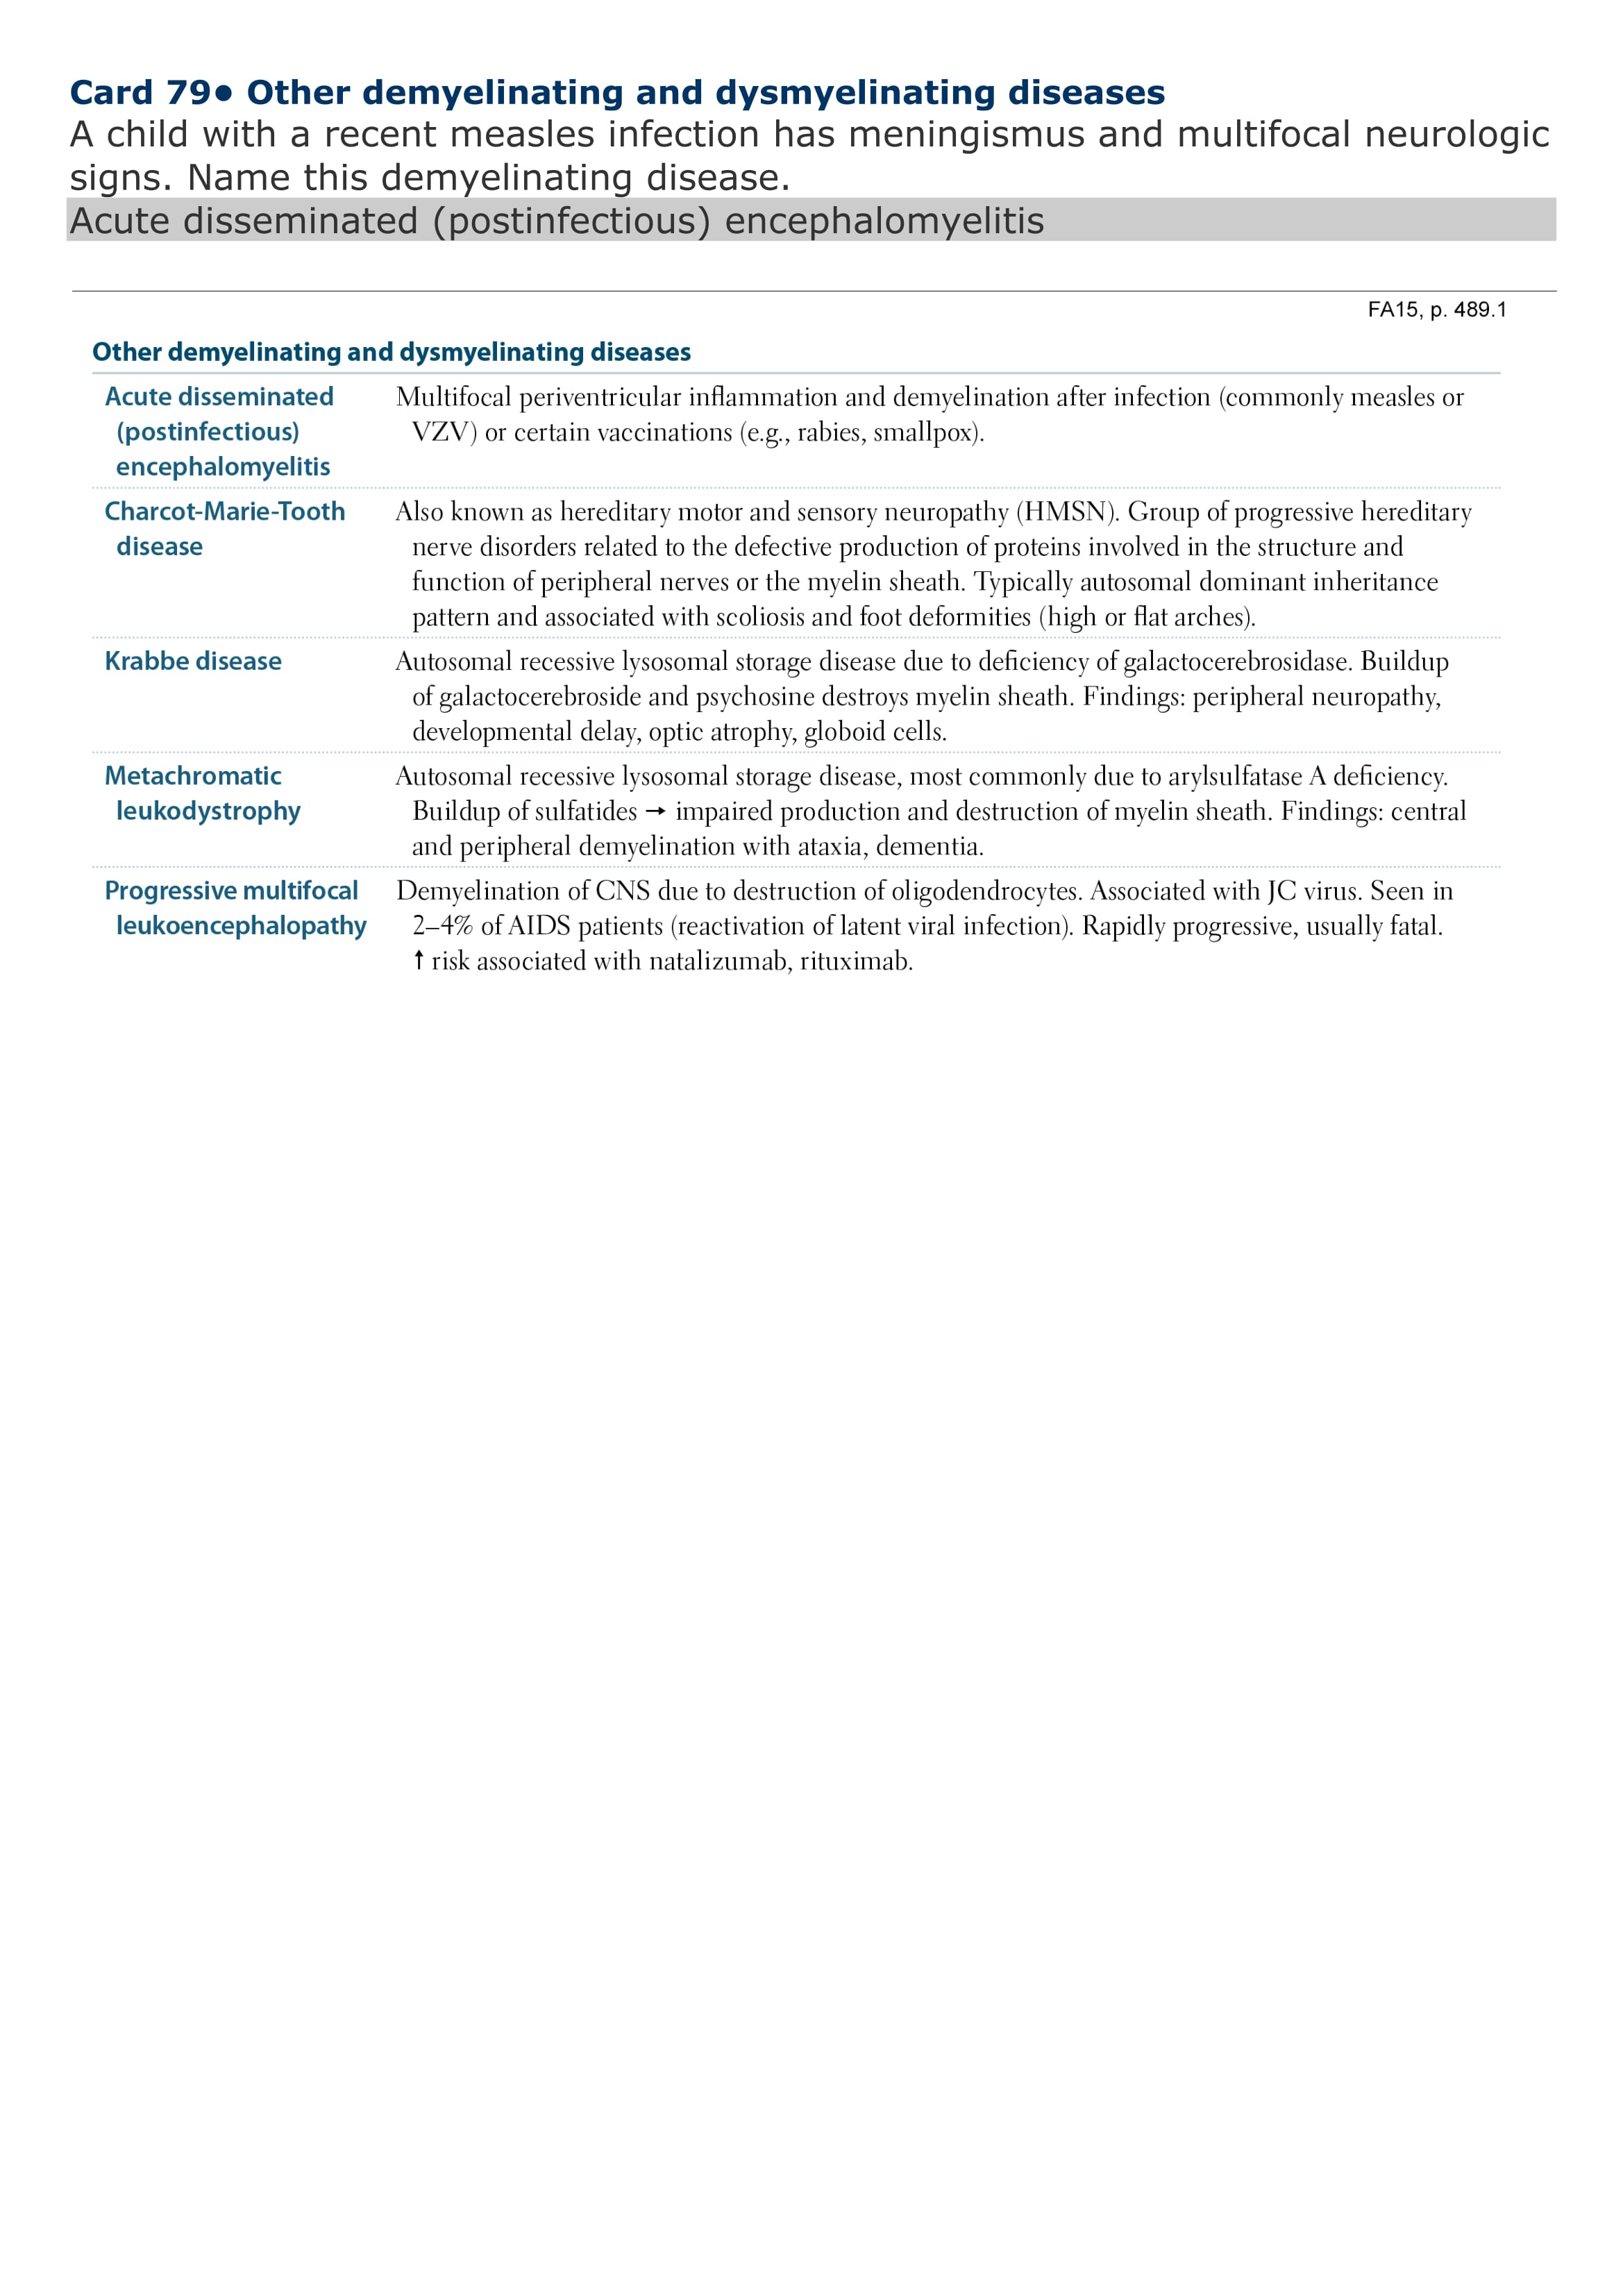 Card 79● Other demyelinating and dysmyelinating diseases
A child with a recent measles infection has meningismus and multifocal neurologic
signs. Name this demyelinating disease.
Acute disseminated (postinfectious) encephalomyelitis
FA15, p. 489.1
Other demyelinating and dysmyelinating diseases
Acute disseminated
(postinfectious)
encephalomyelitis
Multifocal periventricular inflammation and demyelination after infection (commonly measles or
VZV) or certain vaccinations (e.g., rabies, smallpox).
Charcot-Marie-Tooth
disease
Also known as hereditary motor and sensory neuropathy (HMSN). Group of progressive hereditary
nerve disorders related to the defective production of proteins involved in the structure and
function of peripheral nerves or the myelin sheath. Typically autosomal dominant inheritance
pattern and associated with scoliosis and foot deformities (high or flat arches).
Krabbe disease
Autosomal recessive lysosomal storage disease due to deficiency of galactocerebrosidase. Buildup
of galactocerebroside and psychosine destroys myelin sheath. Findings: peripheral neuropathy,
developmental delay, optic atrophy, globoid cells.
Metachromatic
leukodystrophy
Autosomal recessive lysosomal storage disease, most commonly due to arylsulfatase A deficiency.
Buildup of sulfatides → impaired production and destruction of myelin sheath. Findings: central
and peripheral demyelination with ataxia, dementia.
Progressive multifocal
leukoencephalopathy
Demyelination of CNS due to destruction of oligodendrocytes. Associated with JC virus. Seen in
2–4% of AIDS patients (reactivation of latent viral infection). Rapidly progressive, usually fatal.
↑ risk associated with natalizumab, rituximab.